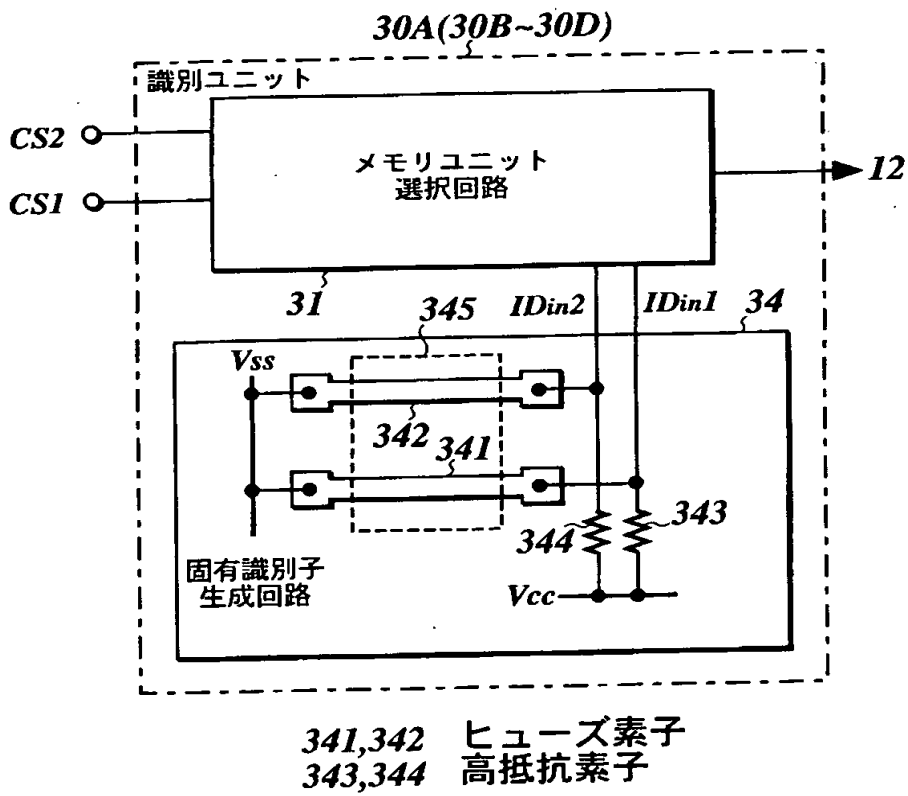 30A(30B~30D)
識別ユニット
CS2
CS1
メモリユニット
選択回路
12
31
345
IDin2
IDin1
34
Vss
342
341
344
343
固有識別子
生成回路
Vcc
341,342 ヒューズ素子
343,344 高抵抗素子